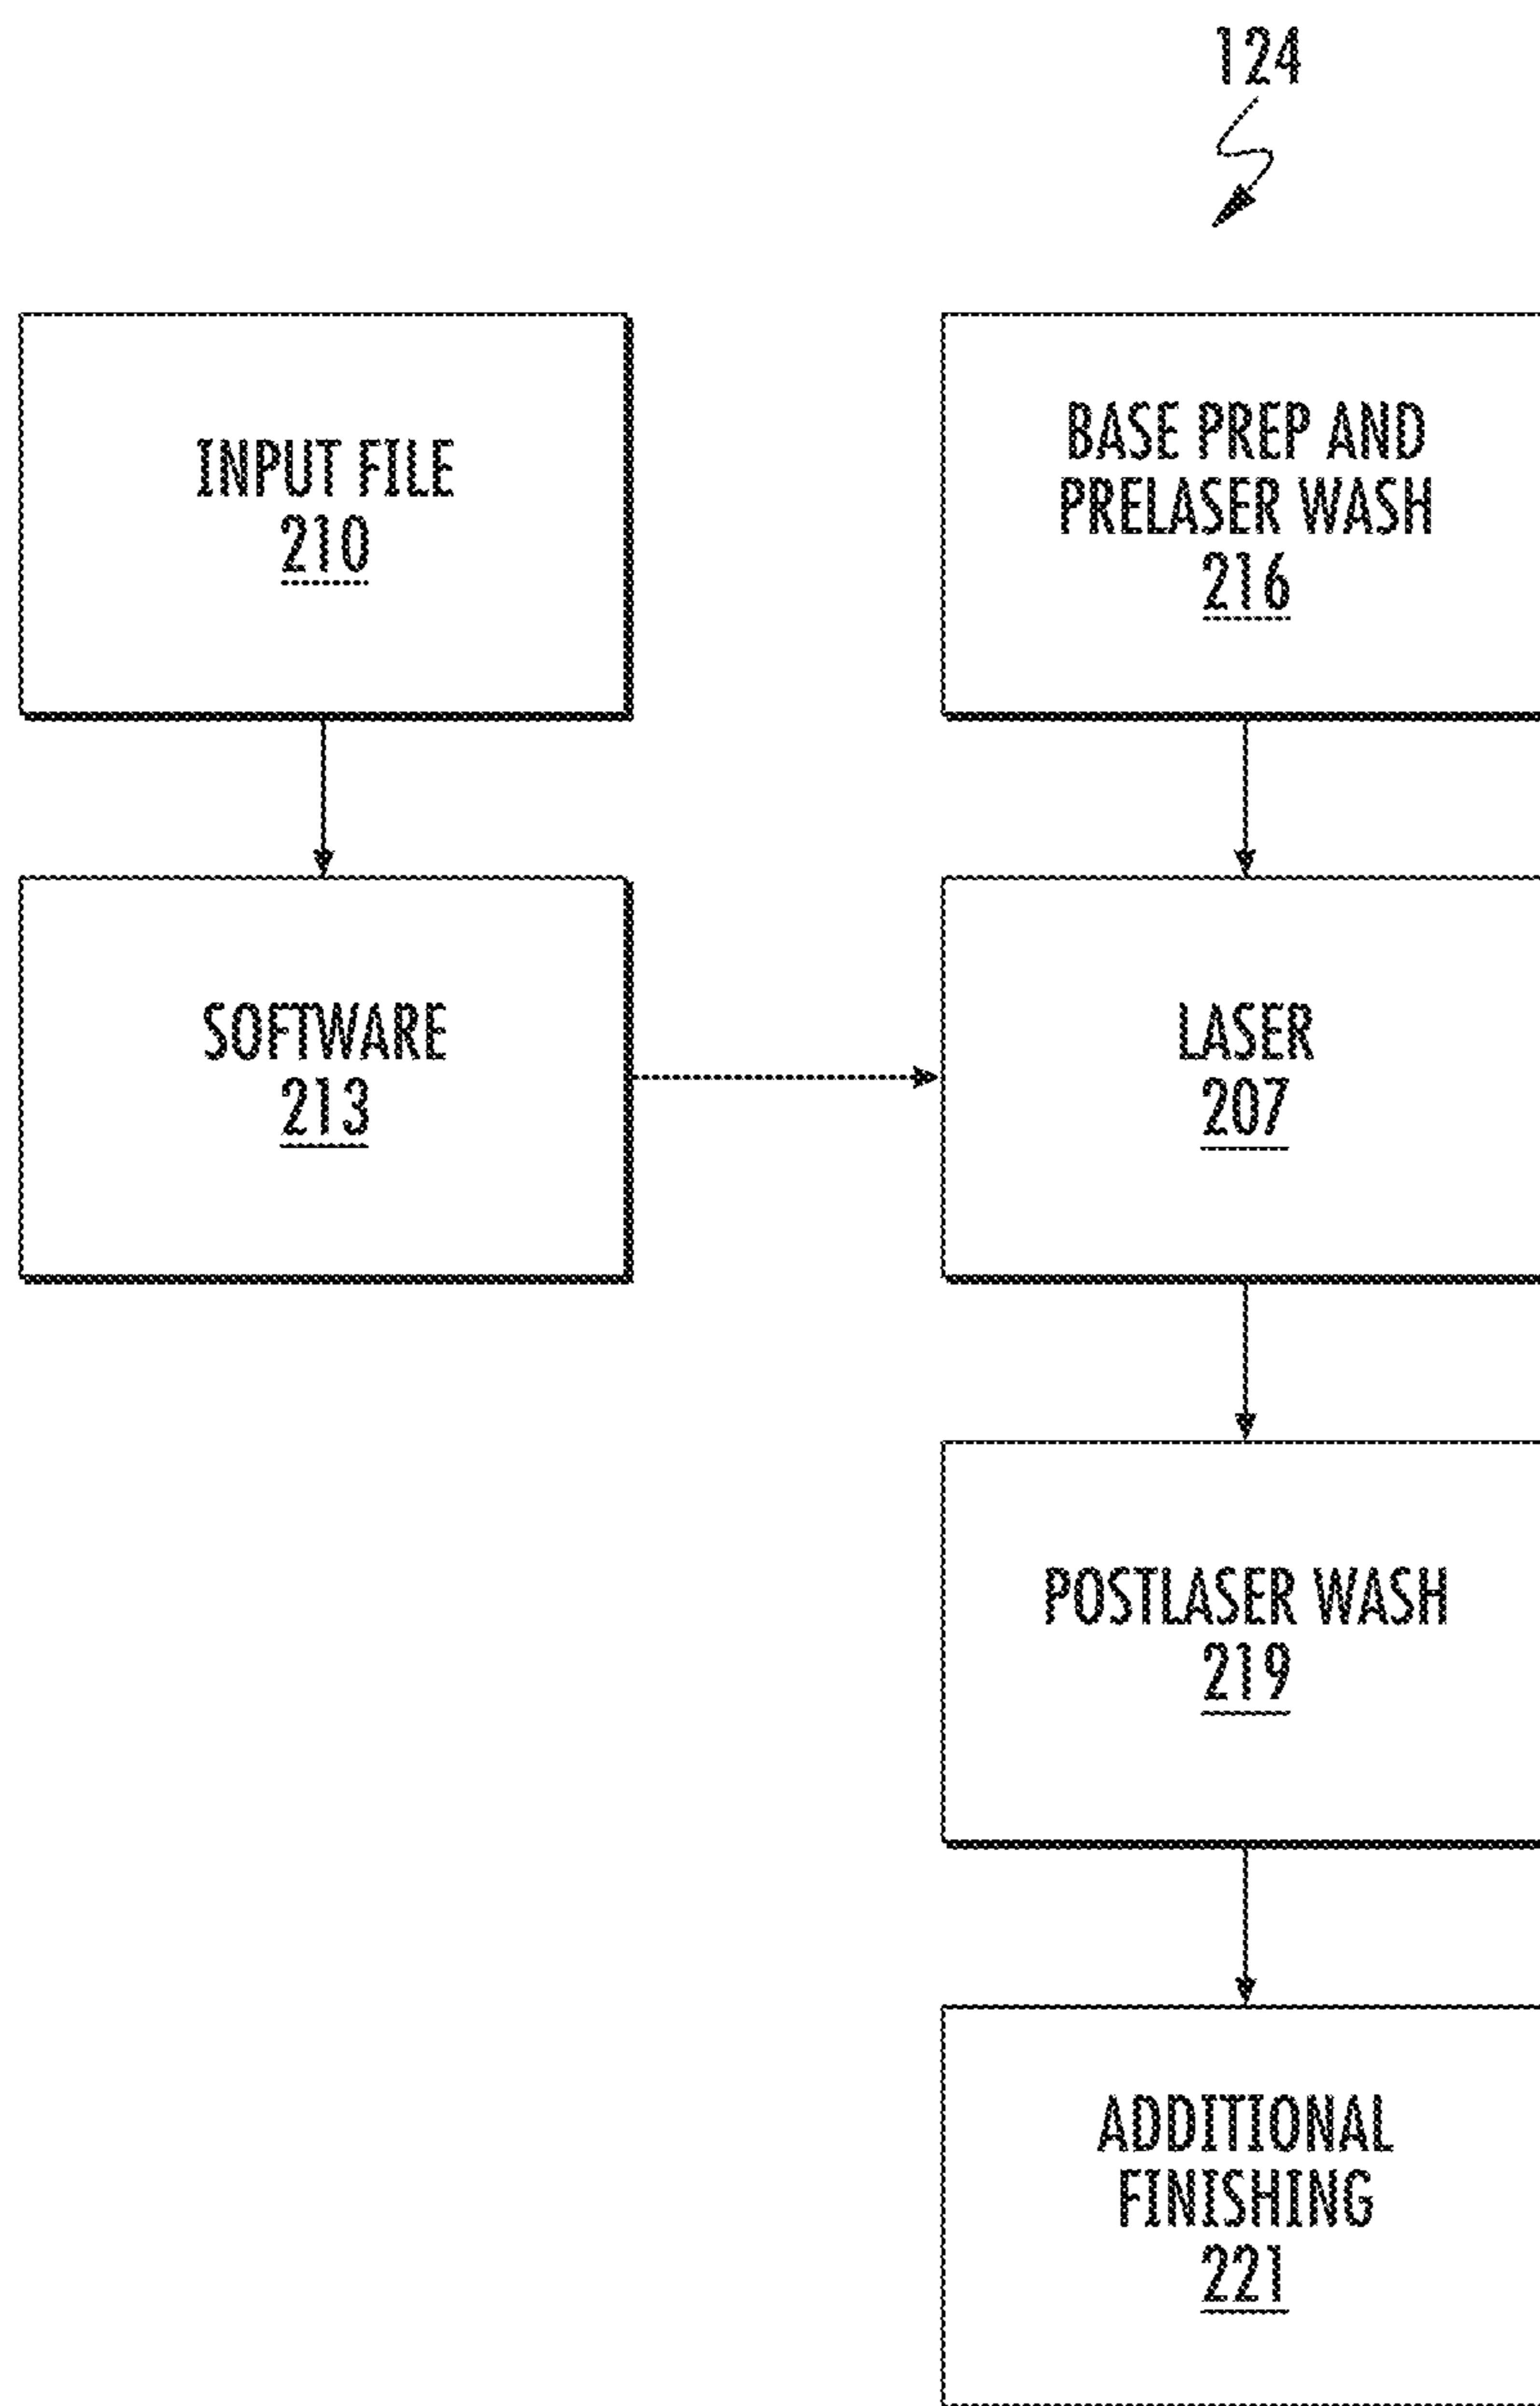 124
INPUT FILE
210
BASE PREP AND
PRELASER WASH
216
SOFTWARE
213
LASER
207
POSTLASER WASH
219
ADDITIONAL
FINISHING
221